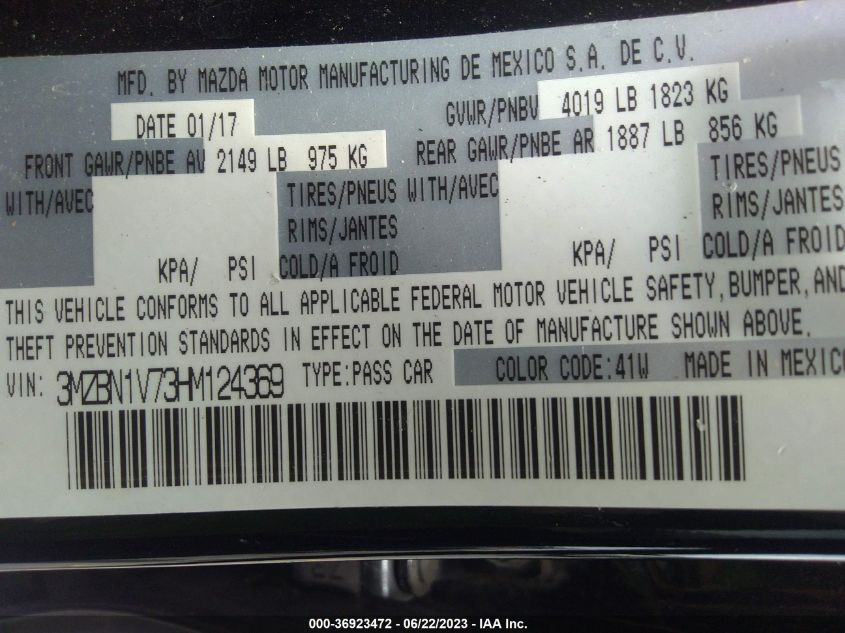 MFD. BY MAZDA MOTOR MANUFACTURING DE MEXICO S.A. DE C.V.
DATE 01/17 GVWR/PNBV 4019 LB 1823 KG
FRONT GAWR/PNBE AV 2149 LB 975 KG REAR GAWR/PNBE AR 1887 LB 856 KG
WITH/AVEC TIRES/PNEUS WITH/AVEC TIRES/PNEUS
RIMS/JANTES RIMS/JANTES
KPA/ PSI COLD/A FROID KPA/ PSI COLD/A FROID
THIS VEHICLE CONFORMS TO ALL APPLICABLE FEDERAL MOTOR VEHICLE SAFETY, BUMPER, AND
THEFT PREVENTION STANDARDS IN EFFECT ON THE DATE OF MANUFACTURE SHOWN ABOVE.
VIN: 3MZBN1V73HM124369 TYPE: PASS CAR COLOR CODE: 41W MADE IN MEXICO
000-36923472 - 06/22/2023 - IAA Inc.